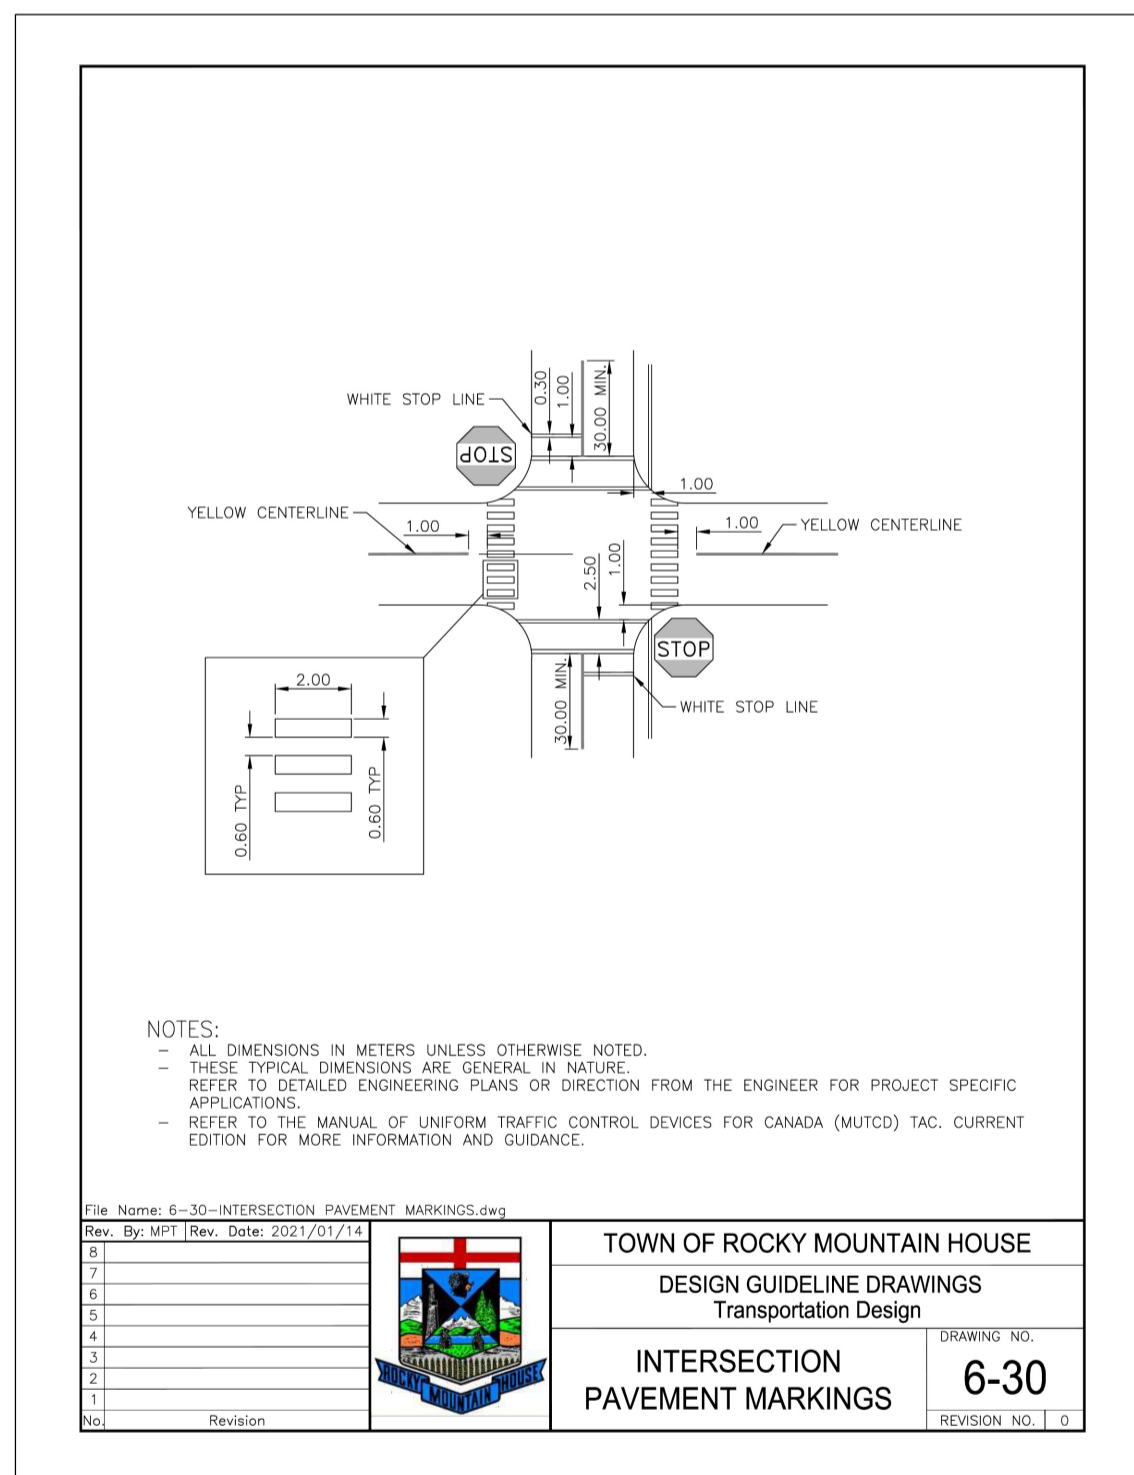 0.30
1.00
30.00 MIN.
WHITE STOP LINE
STOP
1.00
YELLOW CENTERLINE
1.00
1.00
YELLOW CENTERLINE
2.50
1.00
STOP
30.00 MIN.
WHITE STOP LINE
2.00
0.60 TYP
0.60 TYP
NOTES:
– ALL DIMENSIONS IN METERS UNLESS OTHERWISE NOTED.
– THESE TYPICAL DIMENSIONS ARE GENERAL IN NATURE.
REFER TO DETAILED ENGINEERING PLANS OR DIRECTION FROM THE ENGINEER FOR PROJECT SPECIFIC
APPLICATIONS.
– REFER TO THE MANUAL OF UNIFORM TRAFFIC CONTROL DEVICES FOR CANADA (MUTCD) TAC. CURRENT
EDITION FOR MORE INFORMATION AND GUIDANCE.
File Name: 6-30-INTERSECTION PAVEMENT MARKINGS.dwg
Rev. By: MPT Rev. Date: 2021/01/14
8
7
6
5
4
3
2
1
No. Revision
ROCKY MOUNTAIN HOUSE
TOWN OF ROCKY MOUNTAIN HOUSE
DESIGN GUIDELINE DRAWINGS
Transportation Design
INTERSECTION
PAVEMENT MARKINGS
DRAWING NO.
6-30
REVISION NO. 0